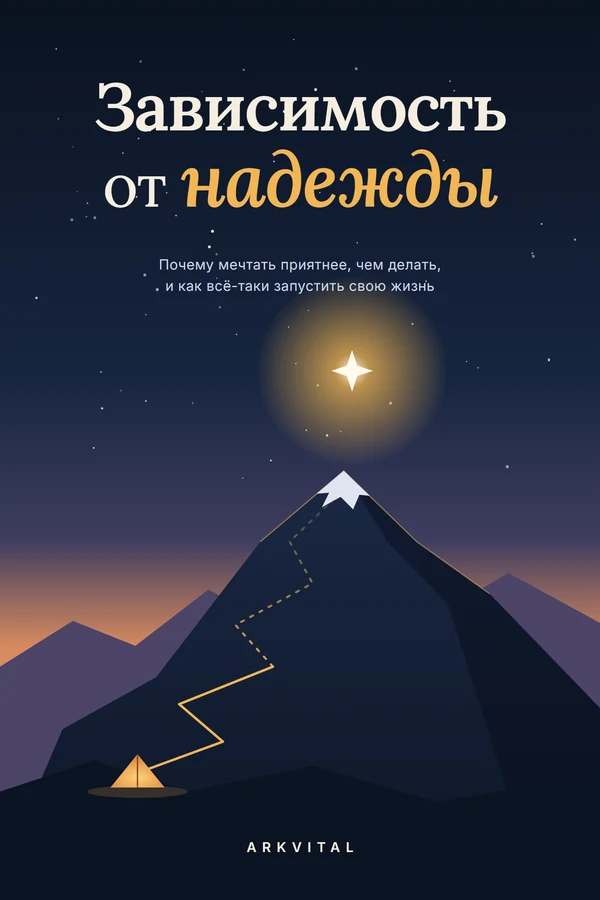 Зависимость
от надежды
Почему мечтать приятнее, чем делать,
и как всё-таки запустить свою жизнь
ARKVITAL